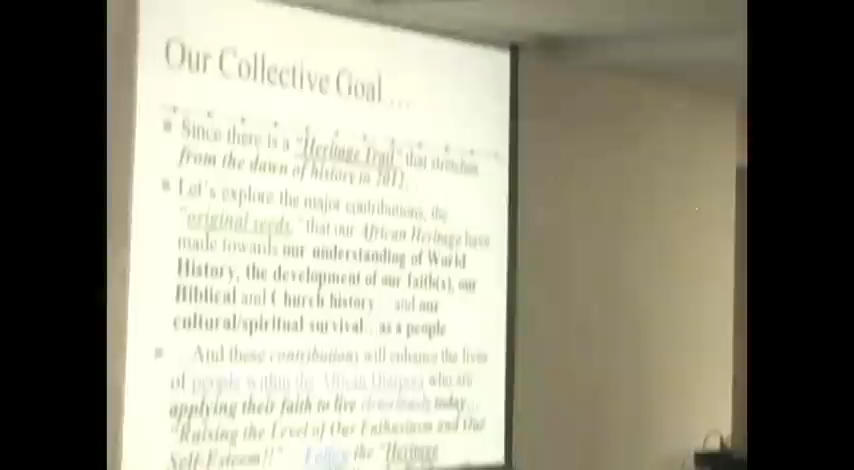 Our Collective Goal ...
Since there is a "Heritage Trail" that stretches
from the dawn of history to 2012.
Let's explore the major contributions, the
"original seeds," that our African Heritage have
made towards our understanding of World
History, the development of our faith(s), our
Biblical and Church history ... and our
cultural/spiritual survival... as a people
And these contributions will enhance the lives
of people within the African Diaspora who are
applying their faith to live today...
"Raising the Level of Our Enthusiasm and Our
Self-Esteem!!" the "Heritage